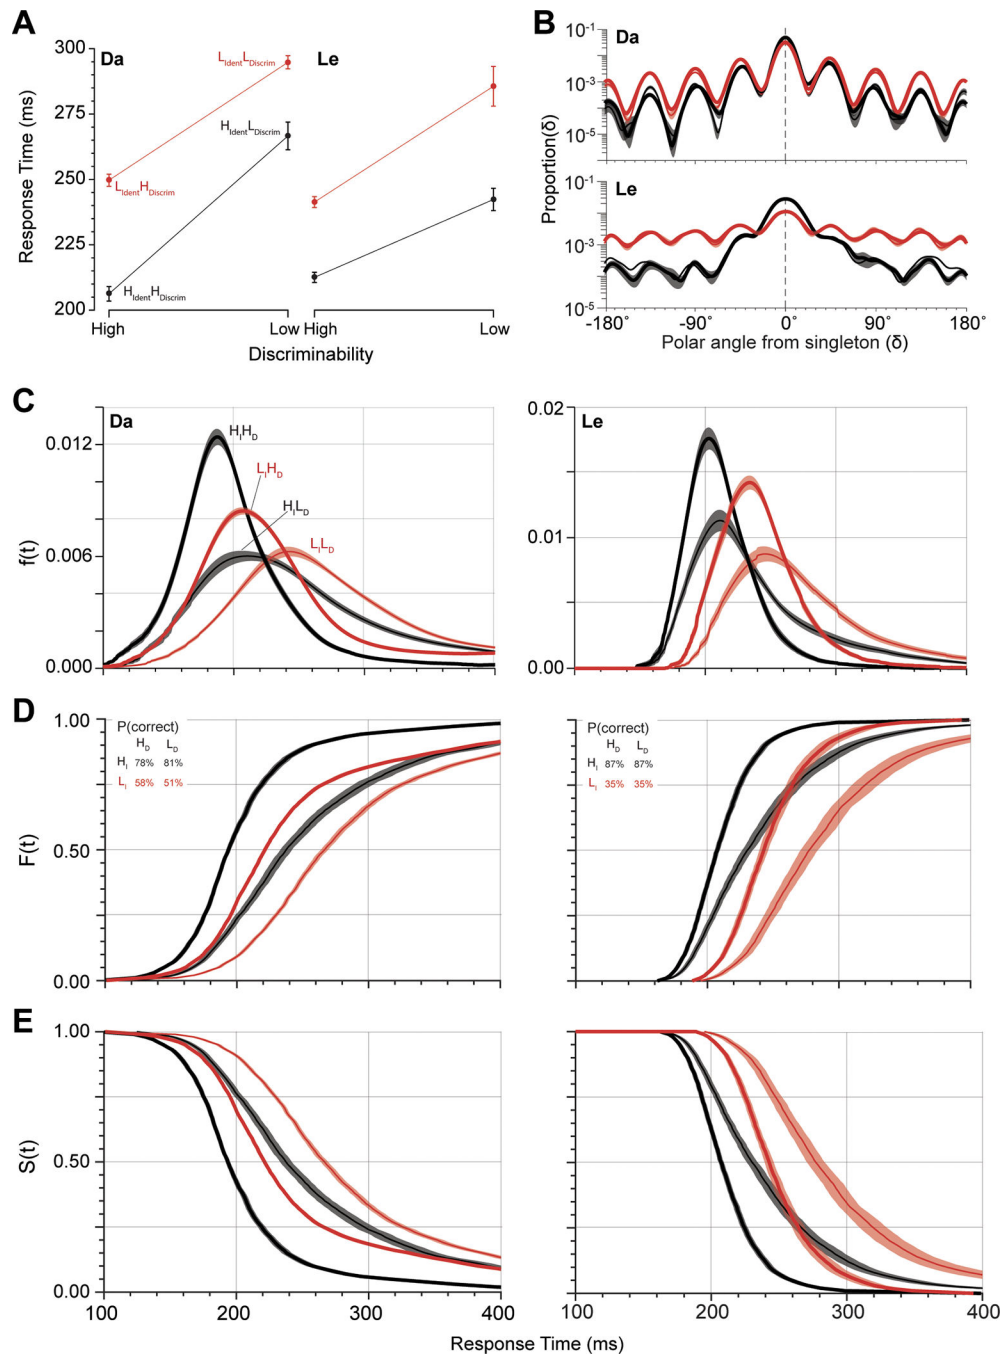 A
Da
Le
300
275
250
225
200
Response Time (ms)
L_Ident L_Discrim
H_Ident L_Discrim
L_Ident H_Discrim
H_Ident H_Discrim
High
Low
High
Low
Discriminability
B
Da
10^-1
10^-3
10^-5
Le
10^-1
10^-3
10^-5
Proportion(δ)
-180˚
-90˚
0˚
90˚
180˚
Polar angle from singleton (δ)
C
Da
0.012
0.006
0.000
f(t)
H_I H_D
L_I H_D
H_I L_D
L_I L_D
Le
0.02
0.01
0.00
D
1.00
0.50
0.00
F(t)
P(correct)
H_D L_D
H_I 78% 81%
L_I 58% 51%
P(correct)
H_D L_D
H_I 87% 87%
L_I 35% 35%
E
1.00
0.50
0.00
S(t)
100
200
300
400
100
200
300
400
Response Time (ms)